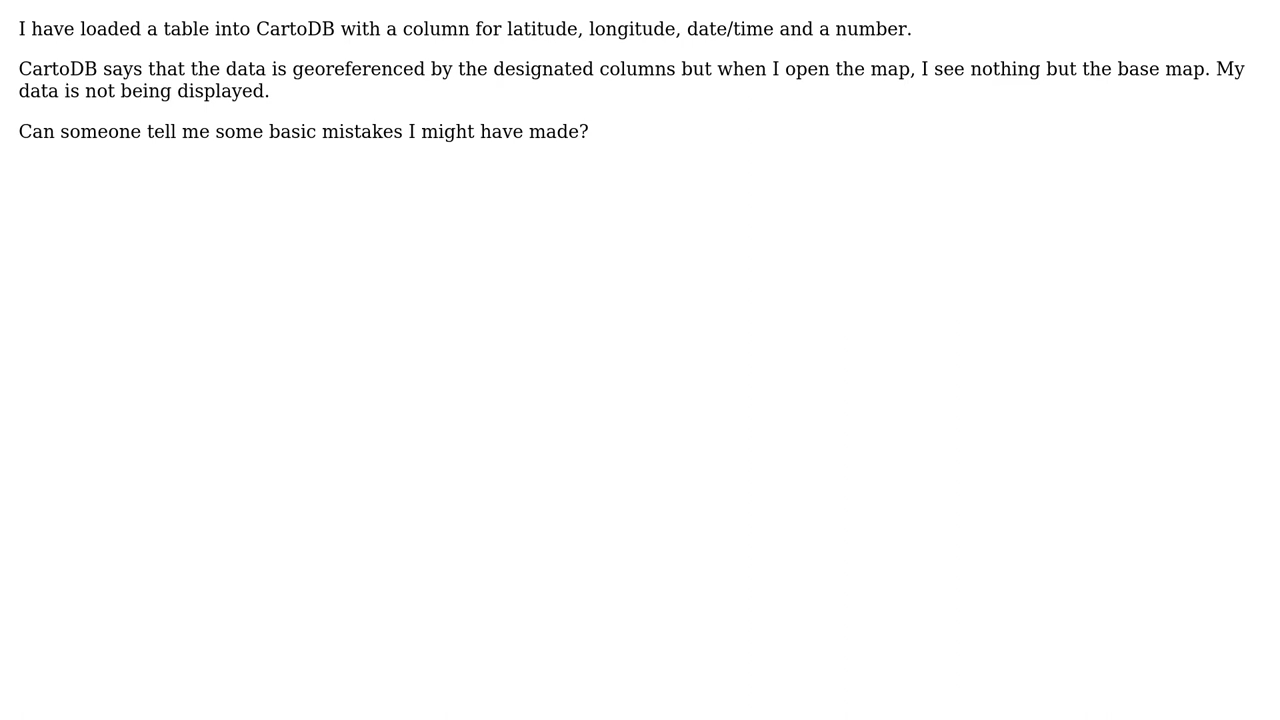 I have loaded a table into CartoDB with a column for latitude, longitude, date/time and a number.
CartoDB says that the data is georeferenced by the designated columns but when I open the map, I see nothing but the base map. My
data is not being displayed.
Can someone tell me some basic mistakes I might have made?